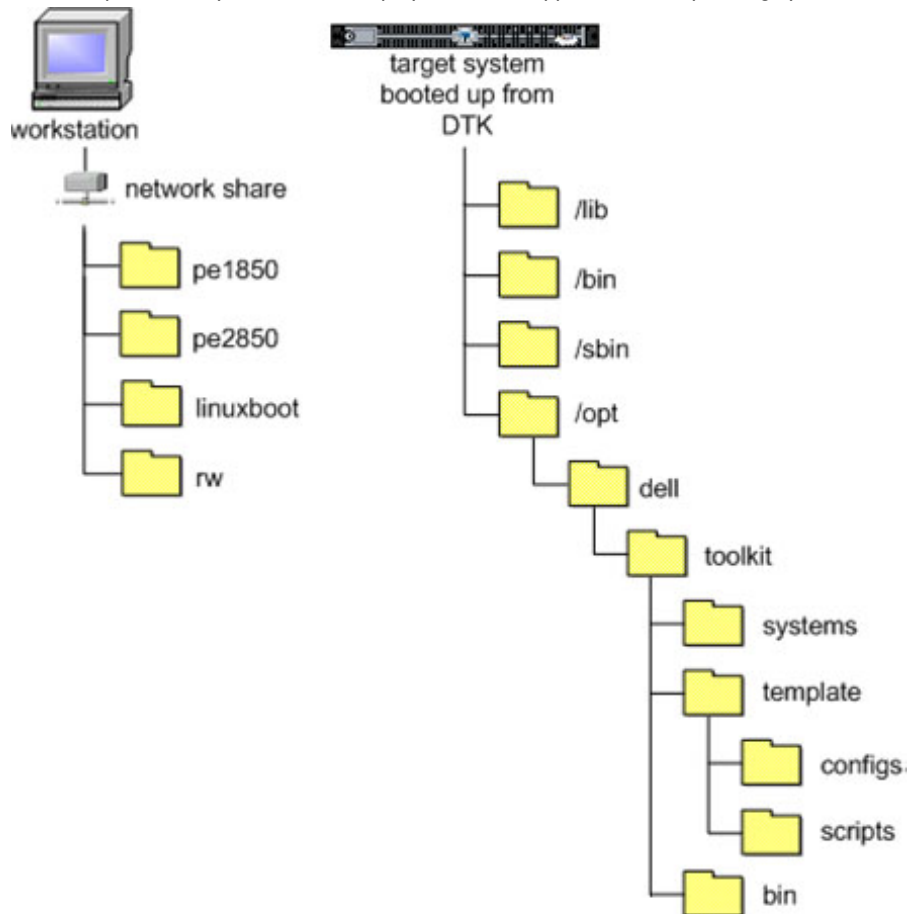 workstation
network share
pe1850
pe2850
linuxboot
rw
target system
booted up from
DTK
/lib
/bin
/sbin
/opt
dell
toolkit
systems
template
configs
scripts
bin